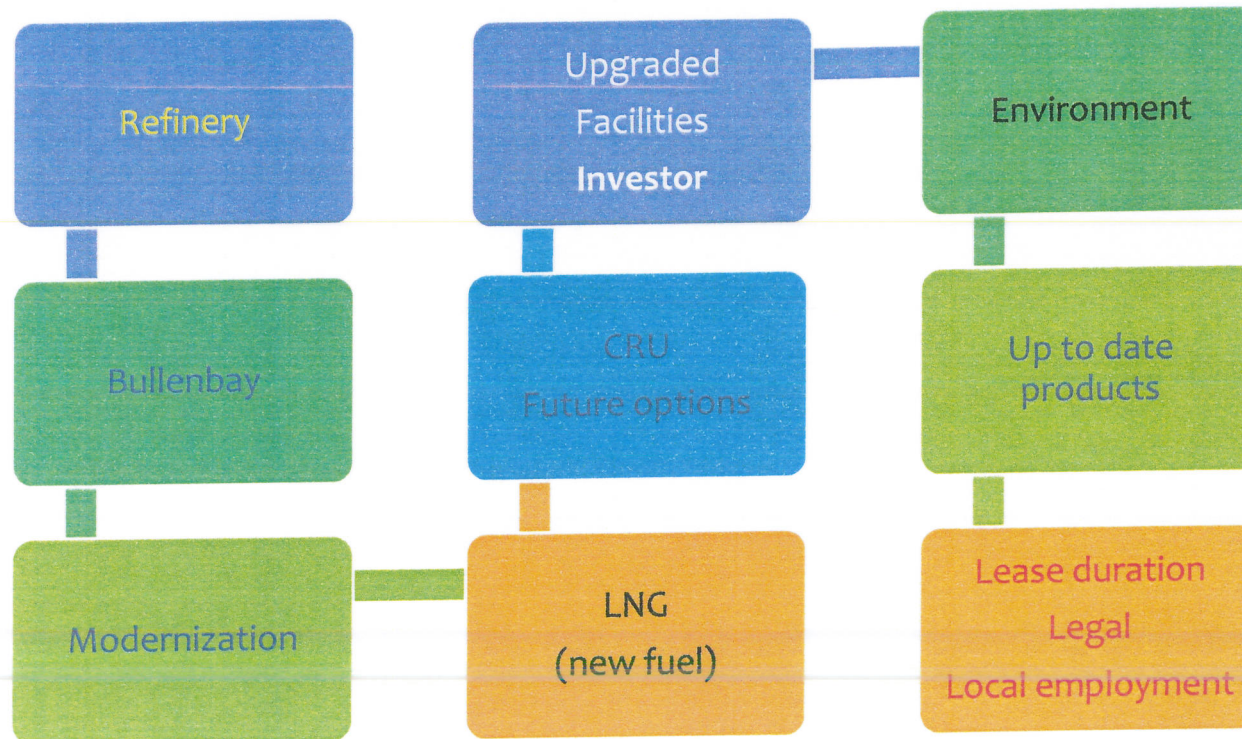 Refinery
Bullenbay
Modernization
LNG
(new fuel)
CRU
Future options
Upgraded
Facilities
Investor
Environment
Up to date
products
Lease duration
Legal
Local employment